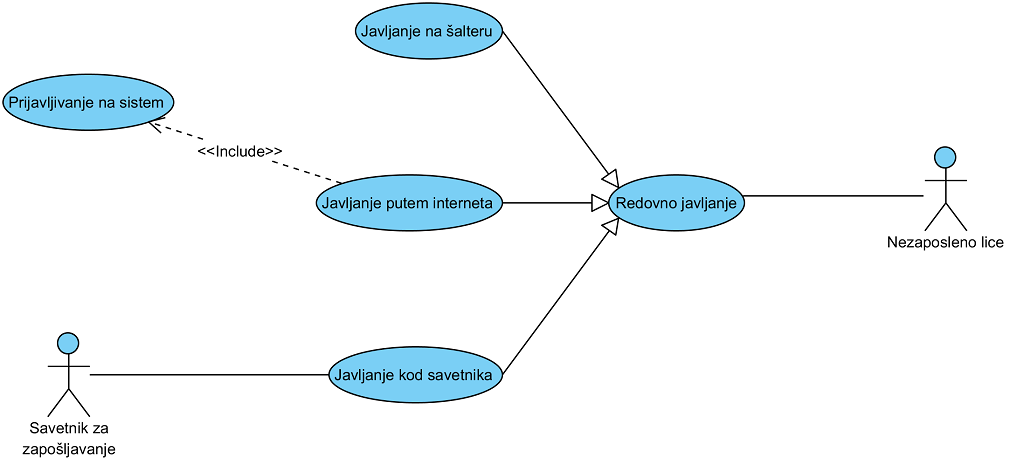 Javljanje na šalteru
Prijavljivanje na sistem
<<Include>>
Javljanje putem interneta
Redovno javljanje
Nezaposleno lice
Javljanje kod savetnika
Savetnik za
zapošljavanje